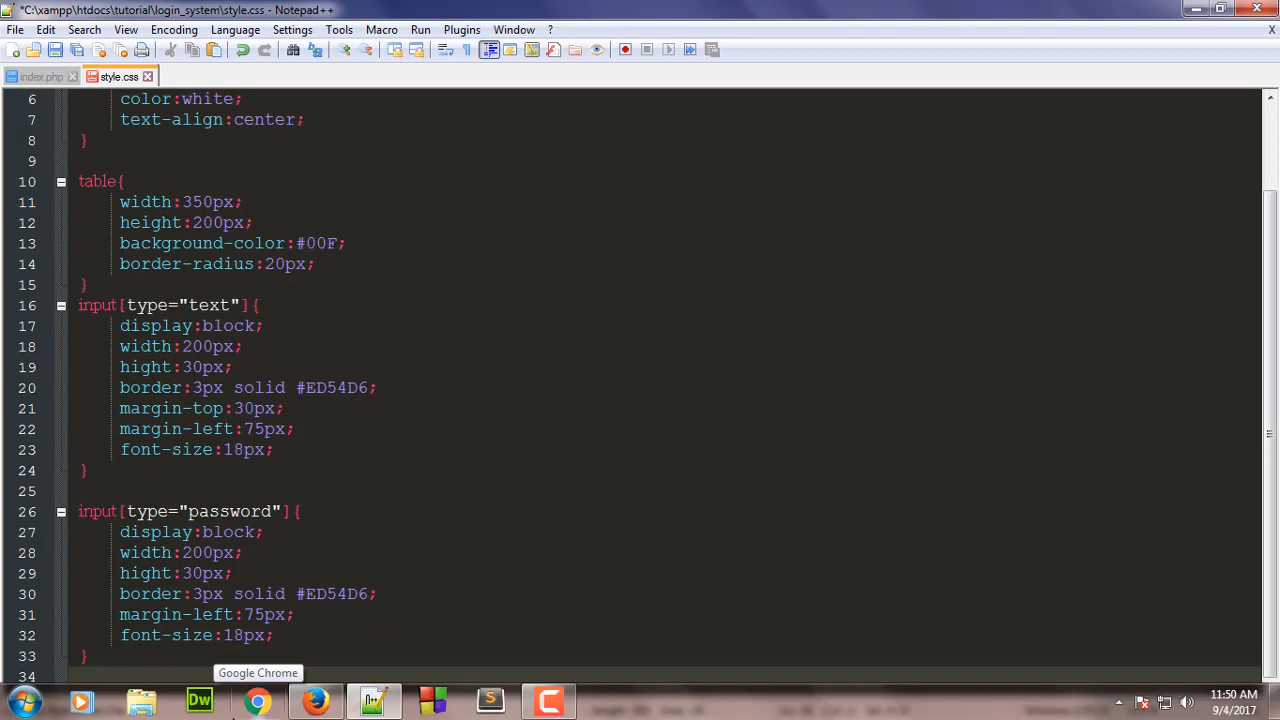 *C:\xampp\htdocs\tutorial\login_system\style.css - Notepad++
File Edit Search View Encoding Language Settings Macro Run Plugins Window ? X
index.php style.css
6 color:white;
7 text-align:center;
8 }
9
10 table{
11 width:350px;
12 height:200px;
13 background-color:#00F;
14 border-radius:20px;
15 }
16 input[type="text"]{
17 display:block;
18 width:200px;
19 hight:30px;
20 border:3px solid #ED54D6;
21 margin-top:30px;
22 margin-left:75px;
23 font-size:18px;
24 }
25
26 input[type="password"]{
27 display:block;
28 width:200px;
29 hight:30px;
30 border:3px solid #ED54D6;
31 margin-left:75px;
32 font-size:18px;
33 }
34
Google Chrome
Dw
S
11:50 AM
9/4/2017